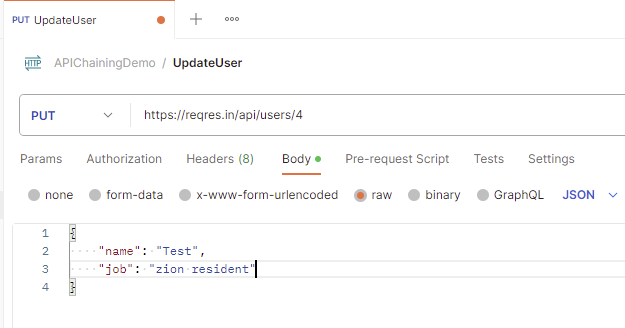 PUT UpdateUser
HTTP APIChainingDemo / UpdateUser
PUT https://reqres.in/api/users/4
Params Authorization Headers (8) Body Pre-request Script Tests Settings
none form-data x-www-form-urlencoded raw binary GraphQL JSON
1 {
2 "name": "Test",
3 "job": "zion resident"
4 }